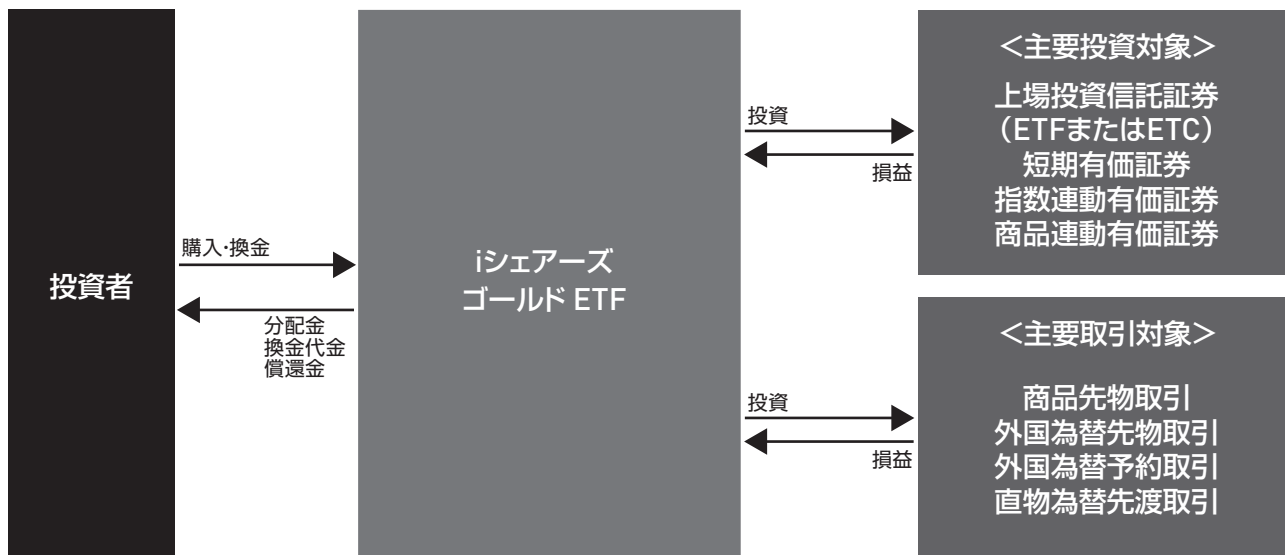 投資者
購入・換金
分配金
換金代金
償還金
iシェアーズ
ゴールド ETF
投資
損益
＜主要投資対象＞
上場投資信託証券
（ETFまたはETC）
短期有価証券
指数連動有価証券
商品連動有価証券
投資
損益
＜主要取引対象＞
商品先物取引
外国為替先物取引
外国為替予約取引
直物為替先渡取引